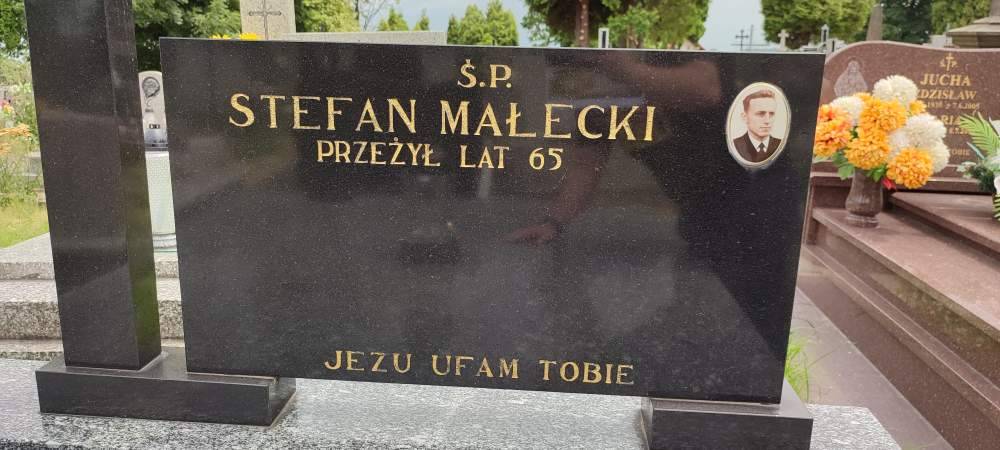 Ś.P.
STEFAN MAŁECKI
PRZEŻYŁ LAT 65
JEZU UFAM TOBIE
JUCHA